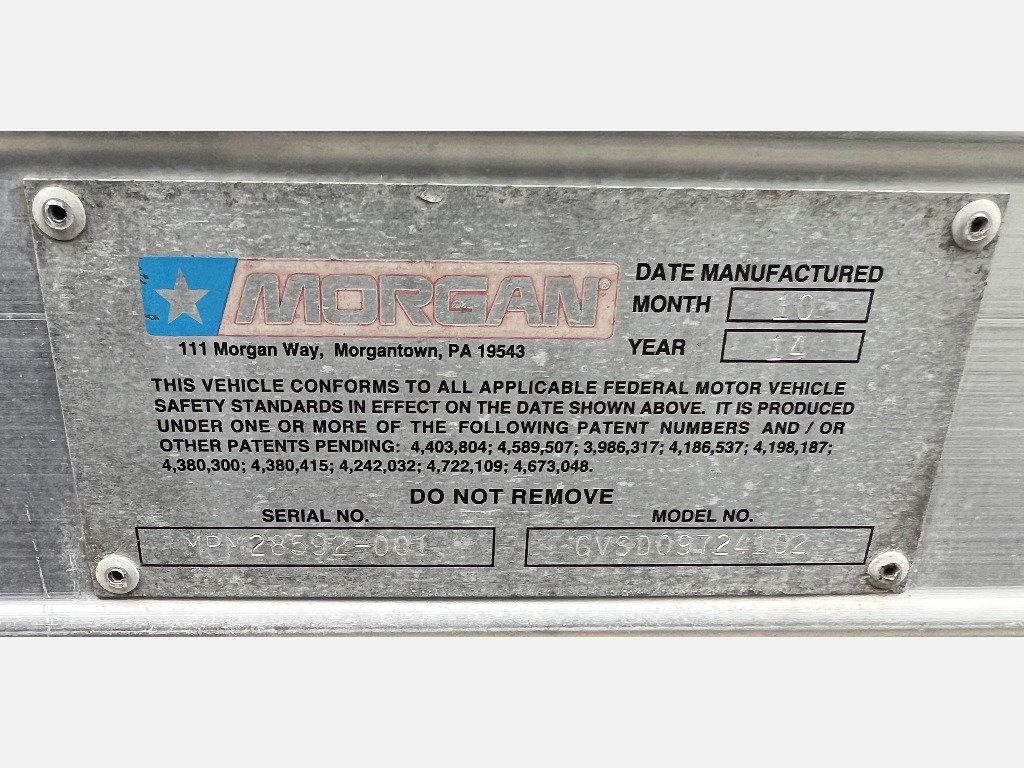 MORGAN®
111 Morgan Way, Morgantown, PA 19543
DATE MANUFACTURED
MONTH 10
YEAR 14
THIS VEHICLE CONFORMS TO ALL APPLICABLE FEDERAL MOTOR VEHICLE
SAFETY STANDARDS IN EFFECT ON THE DATE SHOWN ABOVE. IT IS PRODUCED
UNDER ONE OR MORE OF THE FOLLOWING PATENT NUMBERS AND / OR
OTHER PATENTS PENDING: 4,403,804; 4,589,507; 3,986,317; 4,186,537; 4,198,187;
4,380,300; 4,380,415; 4,242,032; 4,722,109; 4,673,048.
DO NOT REMOVE
SERIAL NO. MODEL NO.
MPM28592-001 GVSD09724102